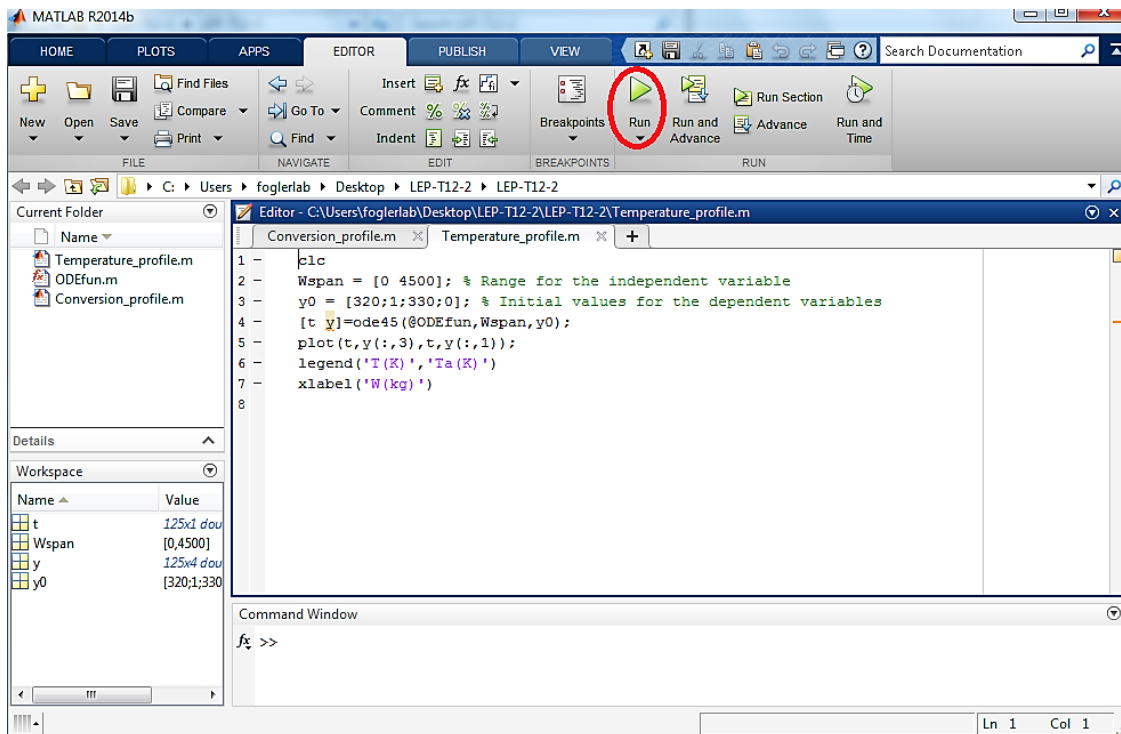 MATLAB R2014b
HOME PLOTS APPS EDITOR PUBLISH VIEW Search Documentation
New Open Save Find Files Compare Print
FILE
Go To Find
NAVIGATE
Insert fx
Comment
Indent
EDIT
Breakpoints
BREAKPOINTS
Run Run and Advance Run Section Advance Run and Time
RUN
C: Users foglerlab Desktop LEP-T12-2 LEP-T12-2
Current Folder
Name
Temperature_profile.m
ODEfun.m
Conversion_profile.m
Details
Workspace
Name Value
t 125x1 dou
Wspan [0,4500]
y 125x4 dou
y0 [320;1;330
Editor - C:\Users\foglerlab\Desktop\LEP-T12-2\LEP-T12-2\Temperature_profile.m
Conversion_profile.m Temperature_profile.m +
1 - clc
2 - Wspan = [0 4500]; % Range for the independent variable
3 - y0 = [320;1;330;0]; % Initial values for the dependent variables
4 - [t y]=ode45(@ODEfun,Wspan,y0);
5 - plot(t,y(:,3),t,y(:,1));
6 - legend('T(K)','Ta(K)')
7 - xlabel('W(kg)')
8
Command Window
fx >>
Ln 1 Col 1